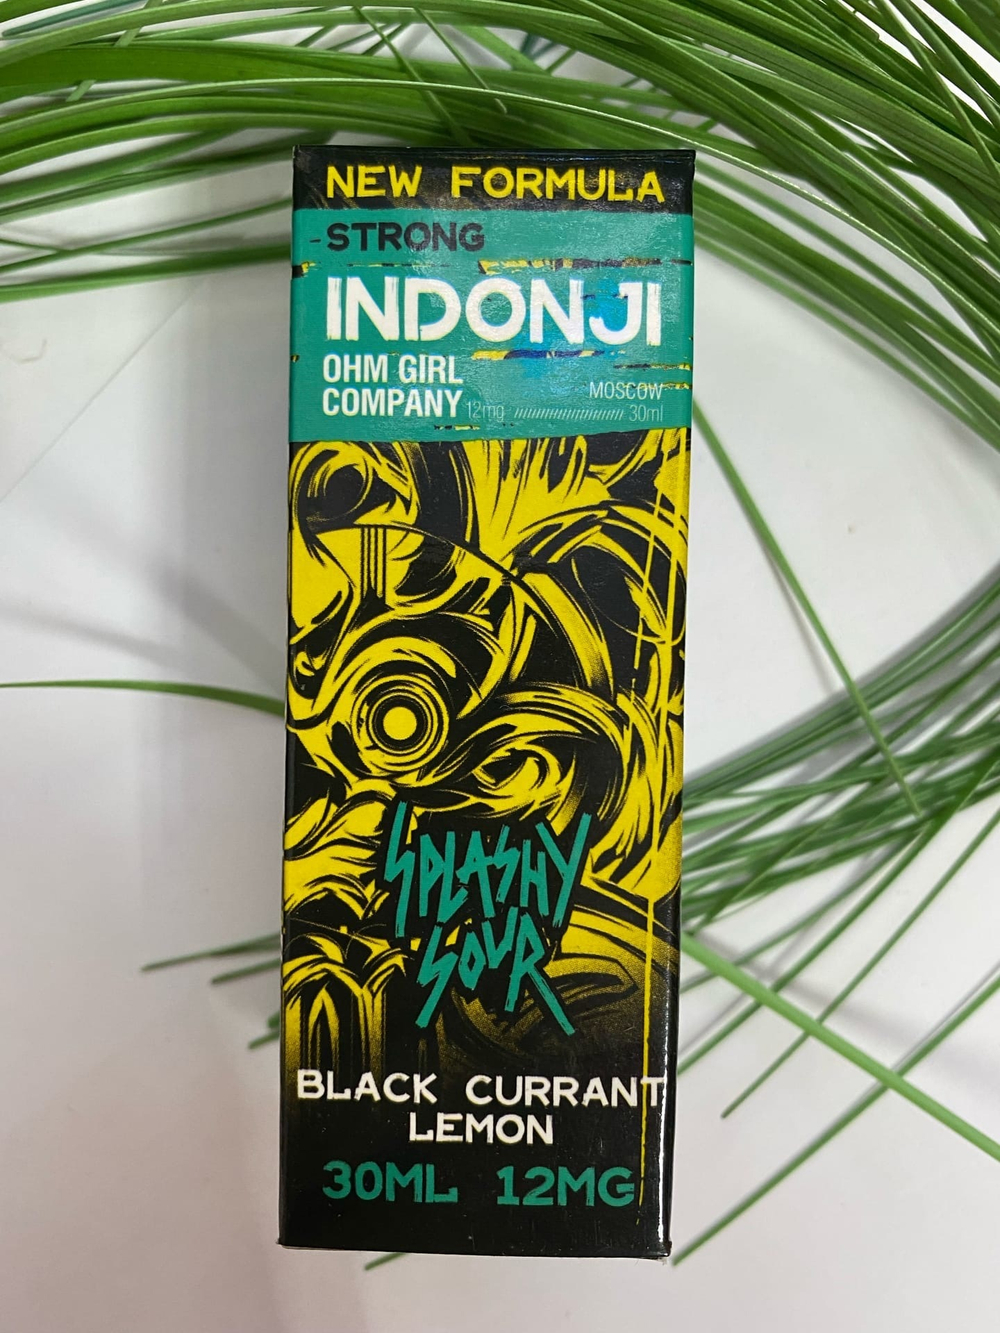 NEW FORMULA
-STRONG
INDONJI
OHM GIRL
COMPANY
12mg
MOSCOW
30ml
SPLASHY
SOUR
BLACK CURRANT
LEMON
30ML 12MG